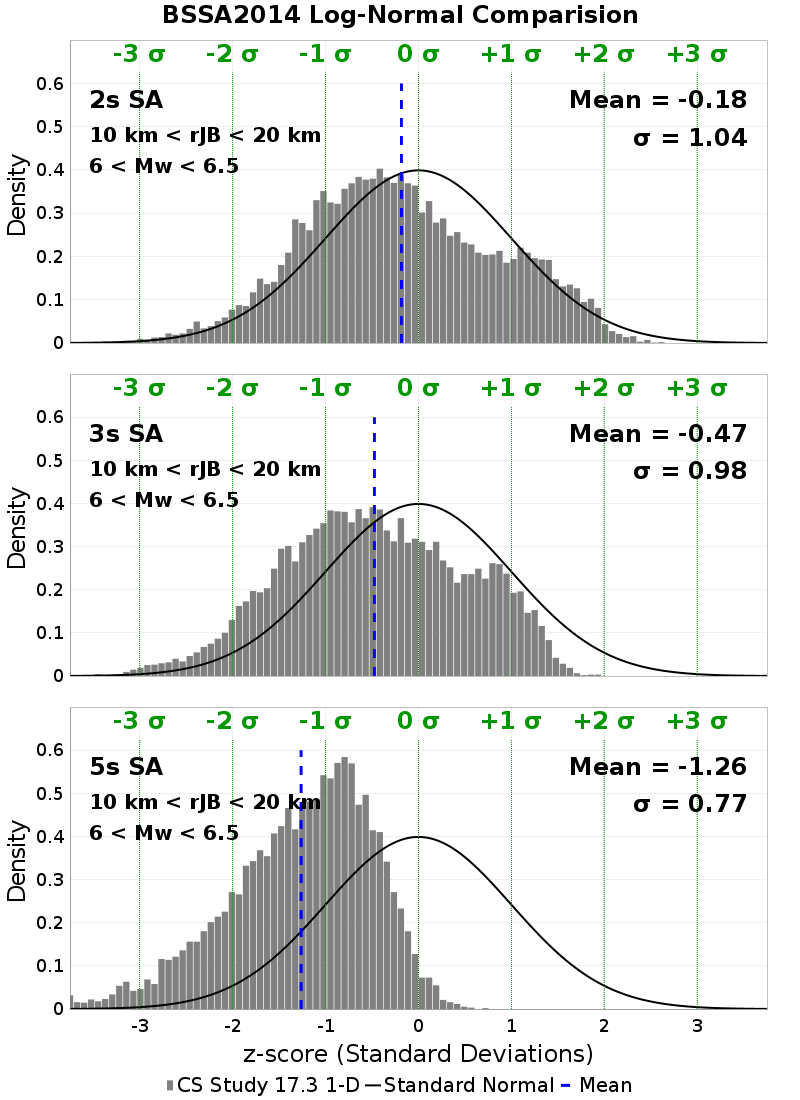 BSSA2014 Log-Normal Comparision
-3 σ -2 σ -1 σ 0 σ +1 σ +2 σ +3 σ
2s SA
10 km < rJB < 20 km
6 < Mw < 6.5
Mean = -0.18
σ = 1.04
Density
0.6
0.5
0.4
0.3
0.2
0.1
0
-3 σ -2 σ -1 σ 0 σ +1 σ +2 σ +3 σ
3s SA
10 km < rJB < 20 km
6 < Mw < 6.5
Mean = -0.47
σ = 0.98
Density
0.6
0.5
0.4
0.3
0.2
0.1
0
-3 σ -2 σ -1 σ 0 σ +1 σ +2 σ +3 σ
5s SA
10 km < rJB < 20 km
6 < Mw < 6.5
Mean = -1.26
σ = 0.77
Density
0.6
0.5
0.4
0.3
0.2
0.1
0
-3 -2 -1 0 1 2 3
z-score (Standard Deviations)
CS Study 17.3 1-D Standard Normal Mean